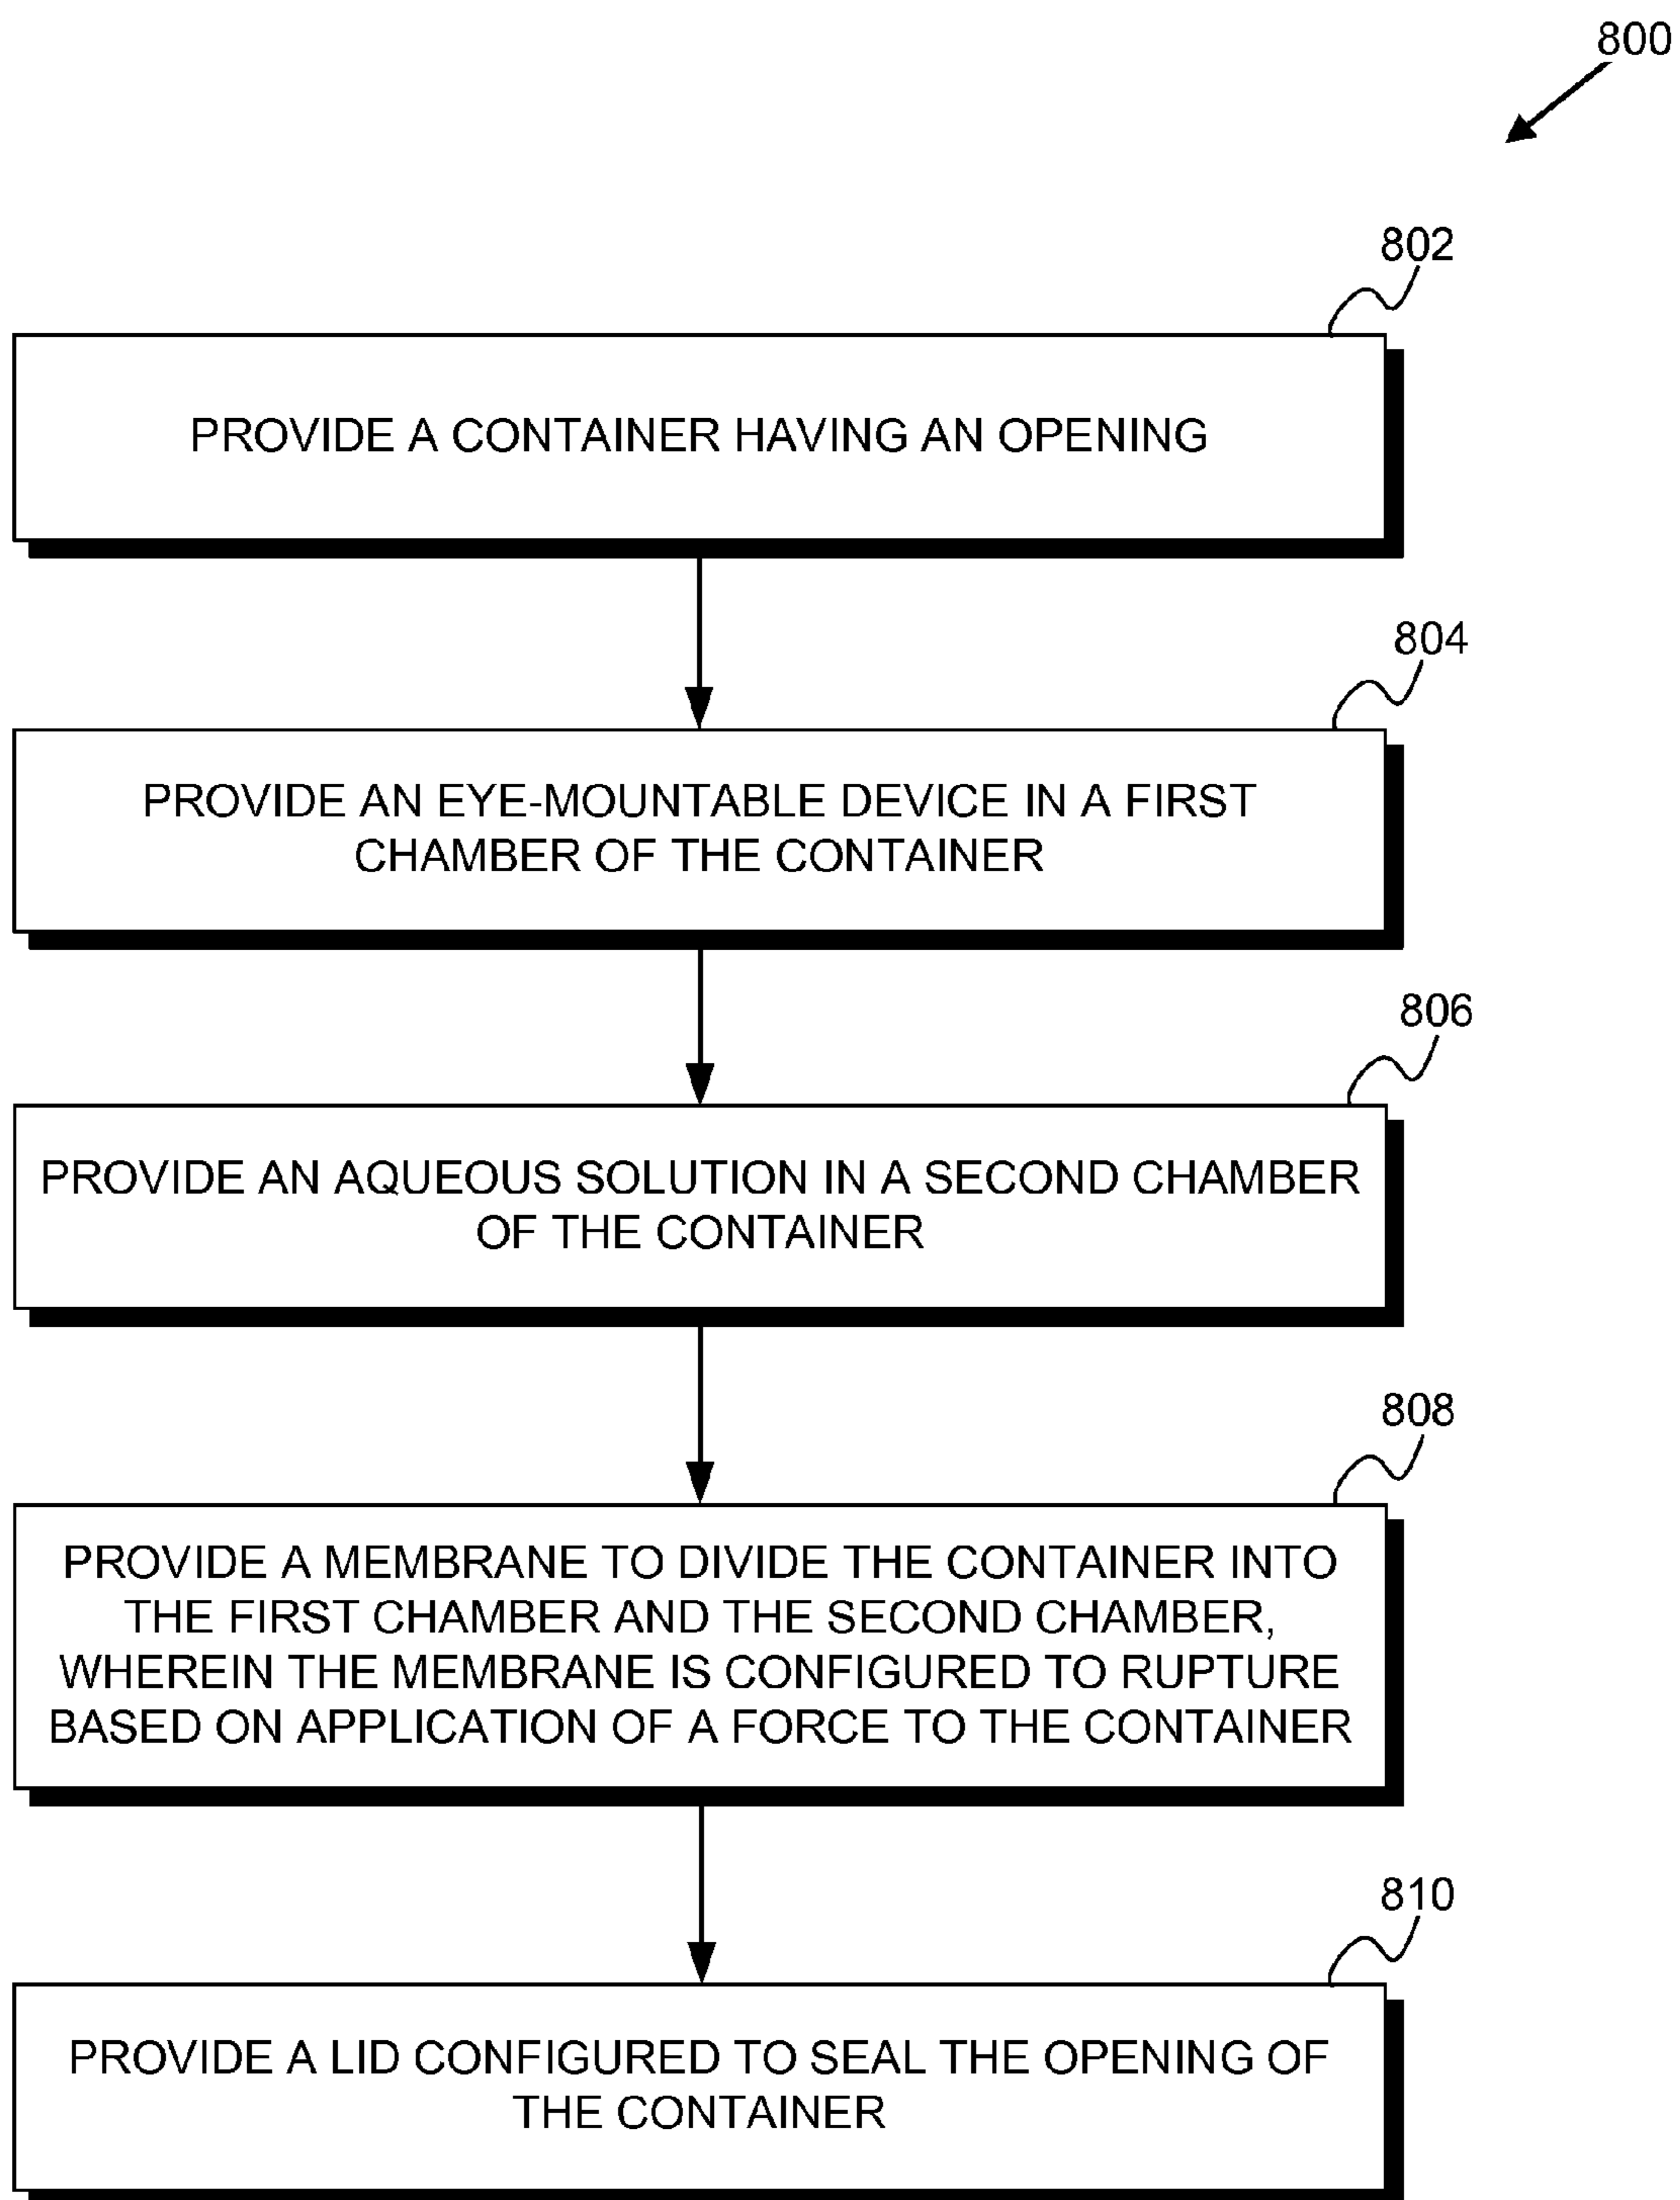 800
802
PROVIDE A CONTAINER HAVING AN OPENING
804
PROVIDE AN EYE-MOUNTABLE DEVICE IN A FIRST
CHAMBER OF THE CONTAINER
806
PROVIDE AN AQUEOUS SOLUTION IN A SECOND CHAMBER
OF THE CONTAINER
808
PROVIDE A MEMBRANE TO DIVIDE THE CONTAINER INTO
THE FIRST CHAMBER AND THE SECOND CHAMBER,
WHEREIN THE MEMBRANE IS CONFIGURED TO RUPTURE
BASED ON APPLICATION OF A FORCE TO THE CONTAINER
810
PROVIDE A LID CONFIGURED TO SEAL THE OPENING OF
THE CONTAINER